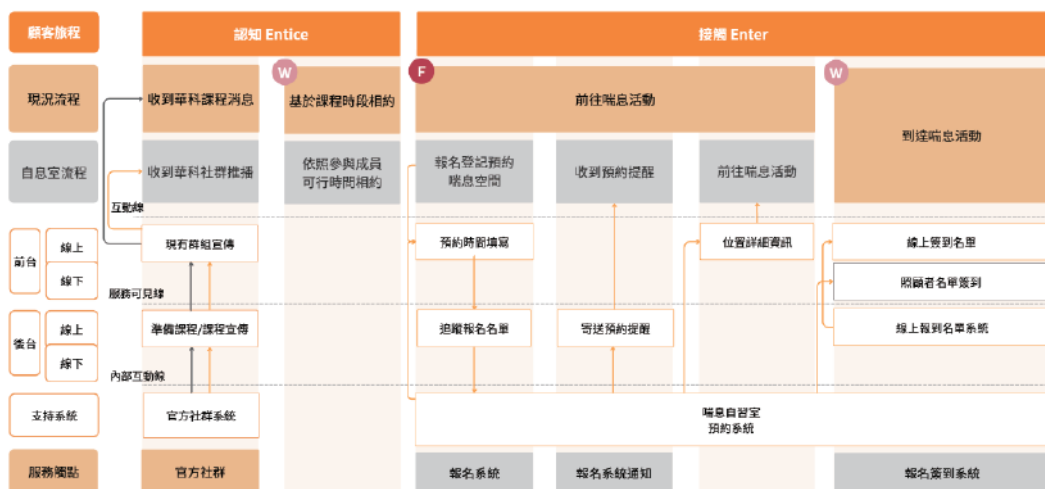 顧客旅程
認知 Entice
接觸 Enter
W
F
W
現況流程
收到華科課程消息
基於課程時段相約
前往喘息活動
到達喘息活動
自息室流程
收到華科社群推播
依照參與成員
可行時間相約
報名登記預約
喘息空間
收到預約提醒
前往喘息活動
互動線
前台
線上
線下
現有群組宣傳
預約時間填寫
位置詳細資訊
線上簽到名單
照顧者名單簽到
服務可見線
後台
線上
線下
準備課程/課程宣傳
追蹤報名名單
寄送預約提醒
線上報到名單系統
內部互動線
支持系統
官方社群系統
喘息自習室
預約系統
服務觸點
官方社群
報名系統
報名系統通知
報名簽到系統